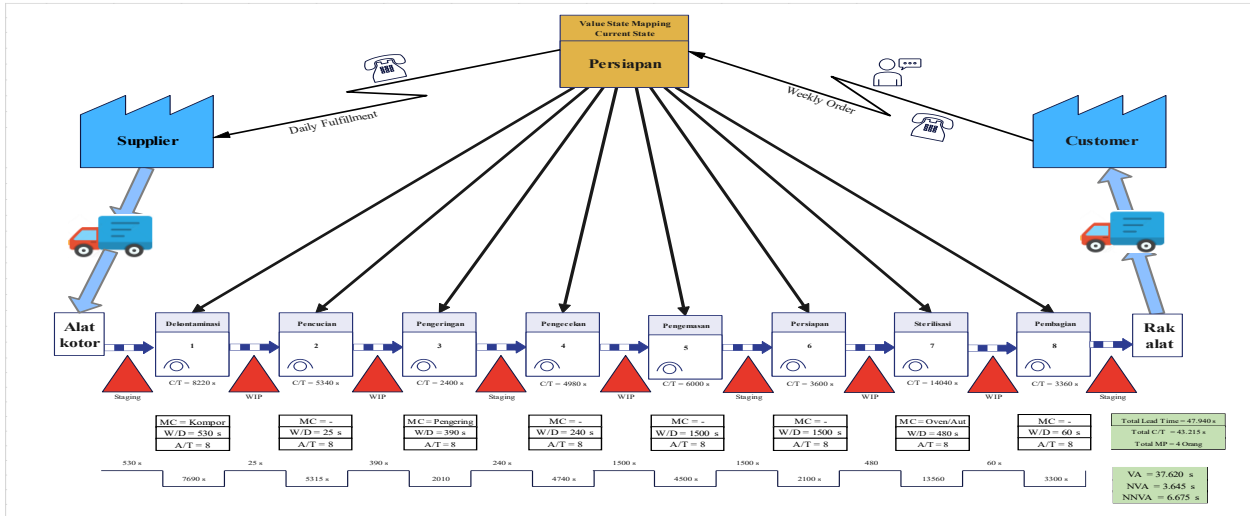 Value State Mapping
Current State
Persiapan
Daily Fulfillment
Weekly Order
Supplier
Customer
Alat
kotor
Dekontaminasi
1
C/T = 8220 s
Pencucian
2
C/T = 5340 s
Pengeringan
3
C/T = 2400 s
Pengecekan
4
C/T = 4980 s
Pengemasan
5
C/T = 6000 s
Persiapan
6
C/T = 3600 s
Sterilisasi
7
C/T = 14040 s
Pembagian
8
C/T = 3360 s
Rak
alat
Staging
WIP
WIP
Staging
WIP
Staging
WIP
WIP
Staging
MC = Kompor
W/D = 530 s
A/T = 8
MC = -
W/D = 25 s
A/T = 8
MC = Pengering
W/D = 390 s
A/T = 8
MC = -
W/D = 240 s
A/T = 8
MC = -
W/D = 1500 s
A/T = 8
MC = -
W/D = 1500 s
A/T = 8
MC = Oven/Aut
W/D = 480 s
A/T = 8
MC = -
W/D = 60 s
A/T = 8
Total Lead Time = 47.940 s
Total C/T = 43.215 s
Total MP = 4 Orang
530 s
25 s
390 s
240 s
1500 s
1500 s
480
60 s
7690 s
5315 s
2010
4740 s
4500 s
2100 s
13560
3300 s
VA = 37.620 s
NVA = 3.645 s
NNVA = 6.675 s